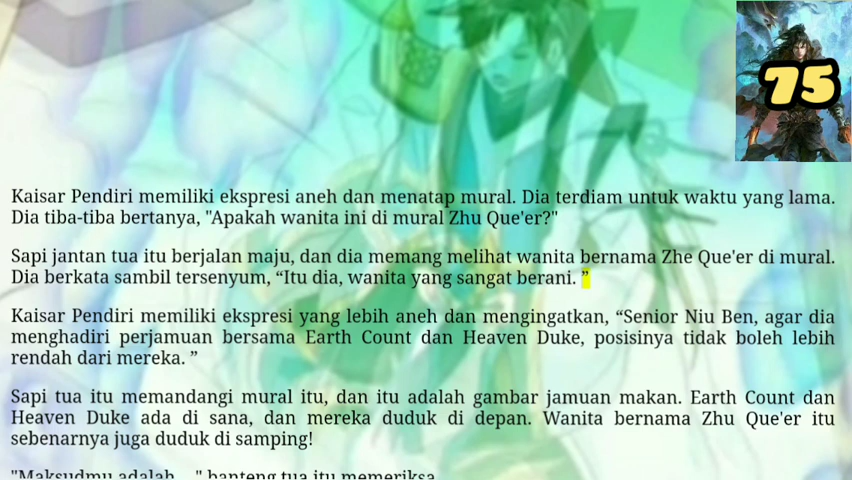 75
Kaisar Pendiri memiliki ekspresi aneh dan menatap mural. Dia terdiam untuk waktu yang lama.
Dia tiba-tiba bertanya, "Apakah wanita ini di mural Zhu Que'er?"
Sapi jantan tua itu berjalan maju, dan dia memang melihat wanita bernama Zhe Que'er di mural.
Dia berkata sambil tersenyum, “Itu dia, wanita yang sangat berani. ”
Kaisar Pendiri memiliki ekspresi yang lebih aneh dan mengingatkan, “Senior Niu Ben, agar dia
menghadiri perjamuan bersama Earth Count dan Heaven Duke, posisinya tidak boleh lebih
rendah dari mereka. ”
Sapi tua itu memandangi mural itu, dan itu adalah gambar jamuan makan. Earth Count dan
Heaven Duke ada di sana, dan mereka duduk di depan. Wanita bernama Zhu Que'er itu
sebenarnya juga duduk di samping!
"Maksudmu adalah... " banteng tua itu memeriksa